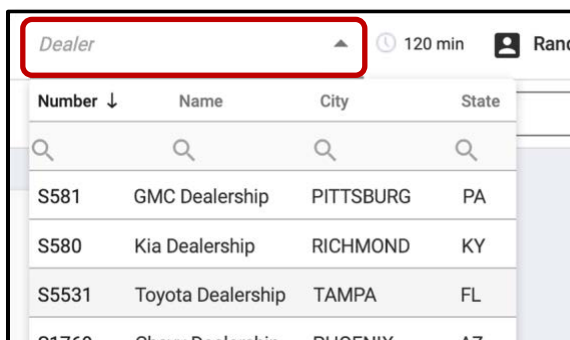 Dealer 120 min
Number ↓ Name City State
S581 GMC Dealership PITTSBURG PA
S580 Kia Dealership RICHMOND KY
S5531 Toyota Dealership TAMPA FL